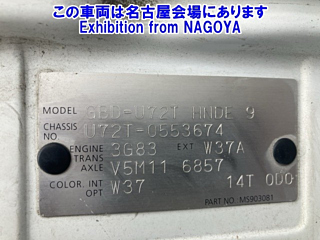 この車両は名古屋会場にあります
Exhibition from NAGOYA
MODEL GBD-U72T HNDE 9
CHASSIS NO U72T-0553674
ENGINE 3G83 EXT W37A
TRANS AXLE V5M11 6857
COLOR.INT OPT W37 14T 0D0
PART NO. MS903081